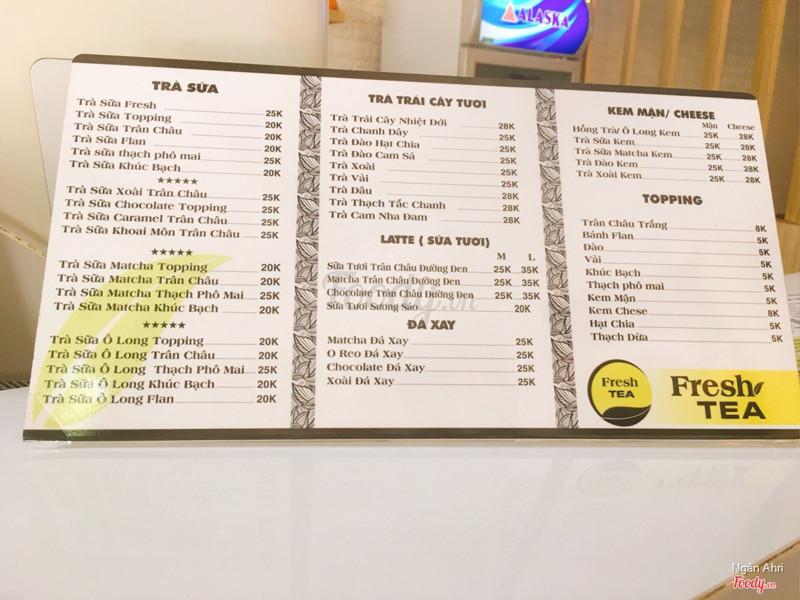 ALASKA
TRÀ SỮA
Trà Sữa Fresh 25K
Trà Sữa Topping 20K
Trà Sữa Trân Châu 20K
Trà Sữa Flan 20K
Trà sữa thạch phô mai 25K
Trà Sữa Khúc Bạch 20K
★★★★★
Trà Sữa Xoài Trân Châu 25K
Trà Sữa Chocolate Topping 25K
Trà Sữa Caramel Trân Châu 25K
Trà Sữa Khoai Môn Trân Châu 25K
★★★★★
Trà Sữa Matcha Topping 20K
Trà Sữa Matcha Trân Châu 20K
Trà Sữa Matcha Thạch Phô Mai 25K
Trà Sữa Matcha Khúc Bạch 20K
★★★★★
Trà Sữa Ô Long Topping 20K
Trà Sữa Ô Long Trân Châu 20K
Trà Sữa Ô Long Thạch Phô Mai 25K
Trà Sữa Ô Long Khúc Bạch 20K
Trà Sữa Ô Long Flan 20K
TRÀ TRÁI CÂY TƯƠI
Trà Trái Cây Nhiệt Đới 28K
Trà Chanh Dây 25K
Trà Đào Hạt Chia 28K
Trà Đào Cam Sả 25K
Trà Xoài 25K
Trà Vải 25K
Trà Dâu 28K
Trà Thạch Tắc Chanh 28K
Trà Cam Nha Đam 28K
LATTE ( SỮA TƯƠI)
M L
Sữa Tươi Trân Châu Đường Đen 25K 35K
Matcha Trân Châu Đường Đen 25K 35K
Chocolate Trân Châu Đường Đen 25K 35K
Sữa Tươi Sương Sáo 20K
ĐÁ XAY
Matcha Đá Xay 25K
O Reo Đá Xay 25K
Chocolate Đá Xay 25K
Xoài Đá Xay 25K
KEM MẶN/ CHEESE
Mặn Cheese
Hồng Trà/ Ô Long Kem 25K 28K
Trà Sữa Kem 25K 28K
Trà Sữa Matcha Kem 25K 28K
Trà Đào Kem 25K 28K
Trà Xoài Kem 25K 28K
TOPPING
Trân Châu Trắng 8K
Bánh Flan 5K
Đào 5K
Vải 5K
Khúc Bạch 5K
Thạch phô mai 5K
Kem Mặn 5K
Kem Chese 8K
Hạt Chia 5K
Thạch Dừa 5K
Fresh
TEA
Fresh
TEA
Foody.vn
Ngân Ahri
Foody.vn